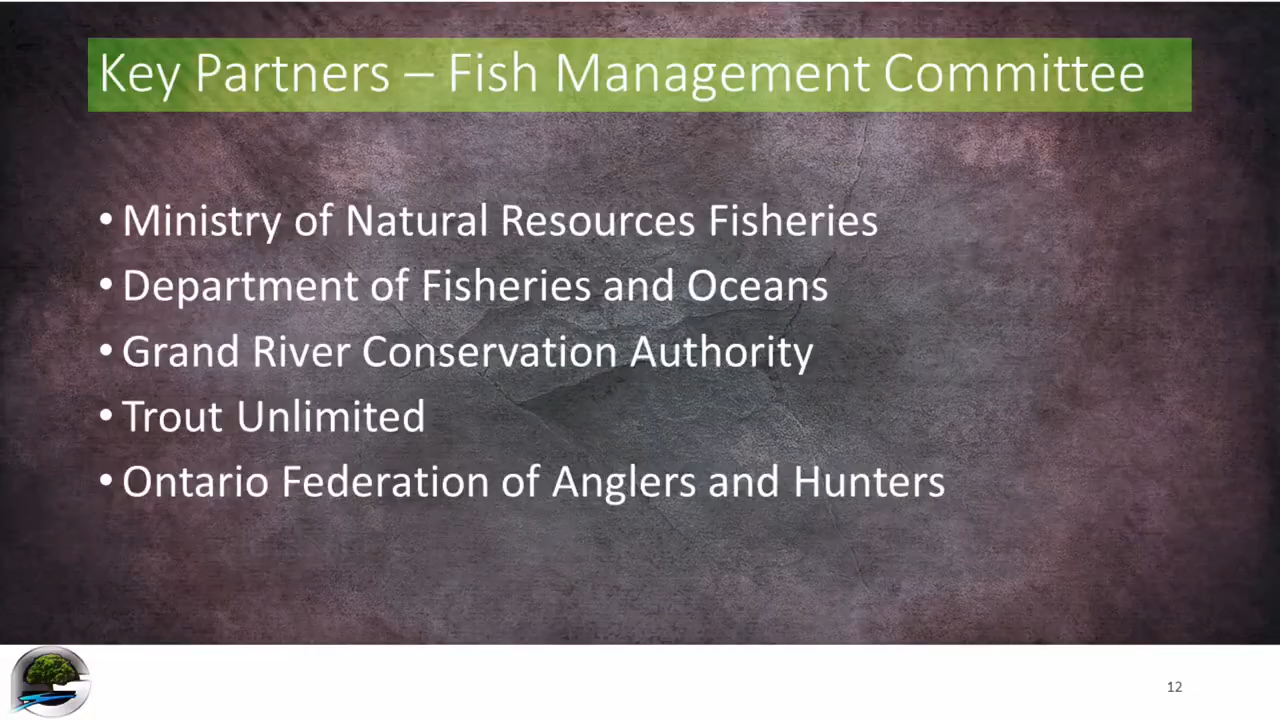 Key Partners – Fish Management Committee
• Ministry of Natural Resources Fisheries
• Department of Fisheries and Oceans
• Grand River Conservation Authority
• Trout Unlimited
• Ontario Federation of Anglers and Hunters
12